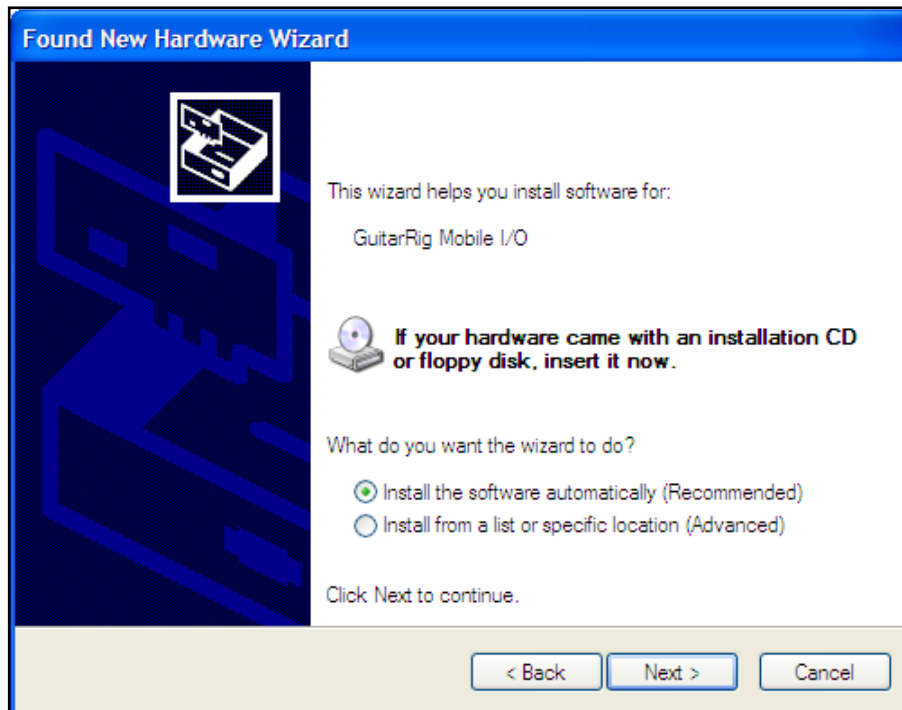 Found New Hardware Wizard
This wizard helps you install software for:
GuitarRig Mobile I/O
If your hardware came with an installation CD
or floppy disk, insert it now.
What do you want the wizard to do?
Install the software automatically (Recommended)
Install from a list or specific location (Advanced)
Click Next to continue.
< Back Next > Cancel